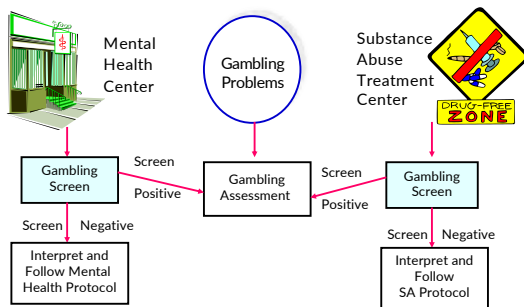 Mental
Health
Center
Gambling
Problems
Substance
Abuse
Treatment
Center
DRUG-FREE
ZONE
Gambling
Screen
Screen
Positive
Gambling
Assessment
Screen
Positive
Gambling
Screen
Screen Negative
Screen Negative
Interpret and
Follow Mental
Health Protocol
Interpret and
Follow
SA Protocol